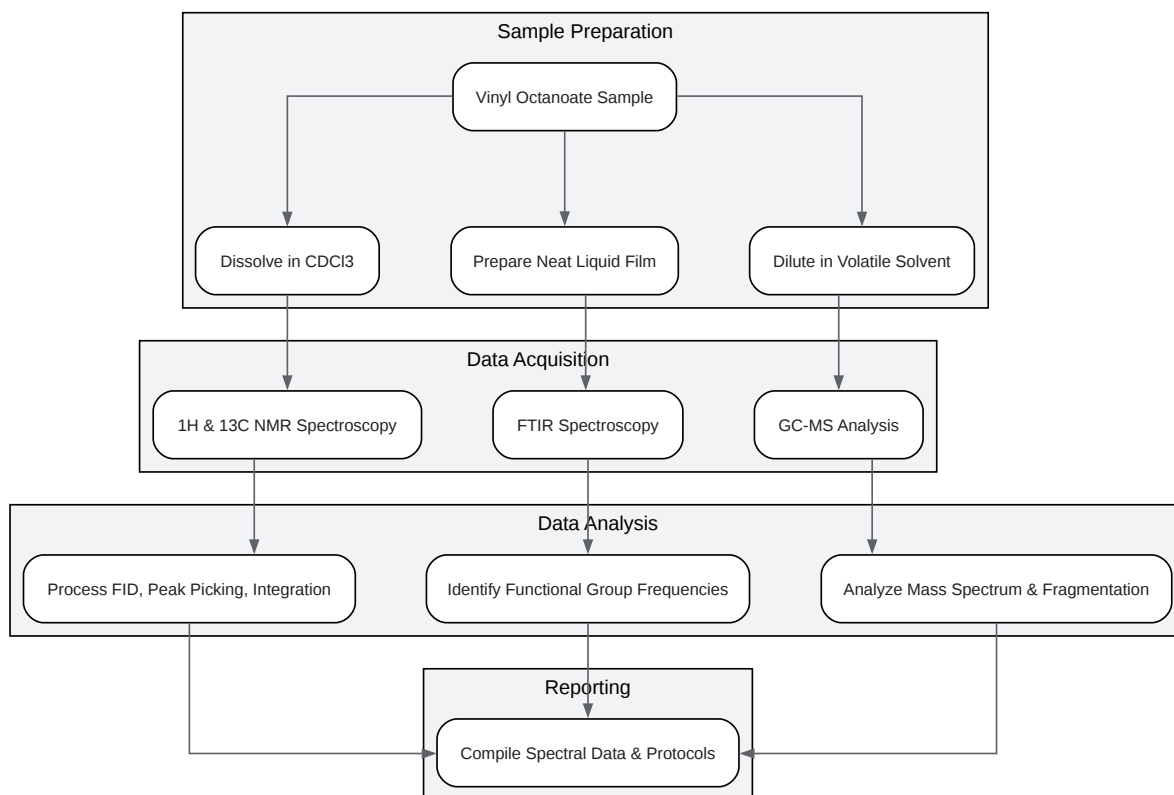 Sample Preparation
Vinyl Octanoate Sample
Dissolve in CDCl3
Prepare Neat Liquid Film
Dilute in Volatile Solvent
Data Acquisition
1H & 13C NMR Spectroscopy
FTIR Spectroscopy
GC-MS Analysis
Data Analysis
Process FID, Peak Picking, Integration
Identify Functional Group Frequencies
Analyze Mass Spectrum & Fragmentation
Reporting
Compile Spectral Data & Protocols